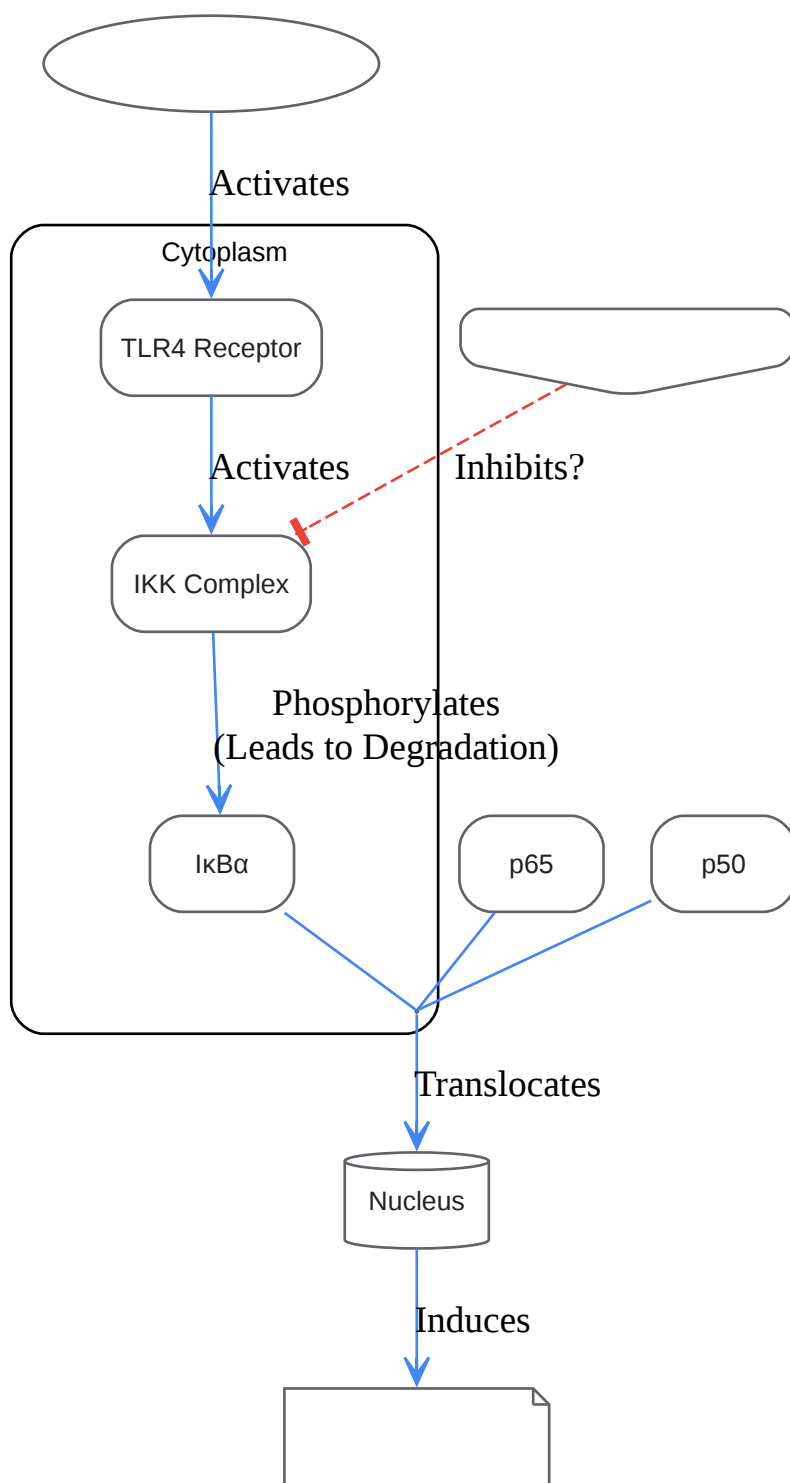 Activates
Cytoplasm
TLR4 Receptor
Activates
Inhibits?
IKK Complex
Phosphorylates
(Leads to Degradation)
IκBα
p65
p50
Translocates
Nucleus
Induces